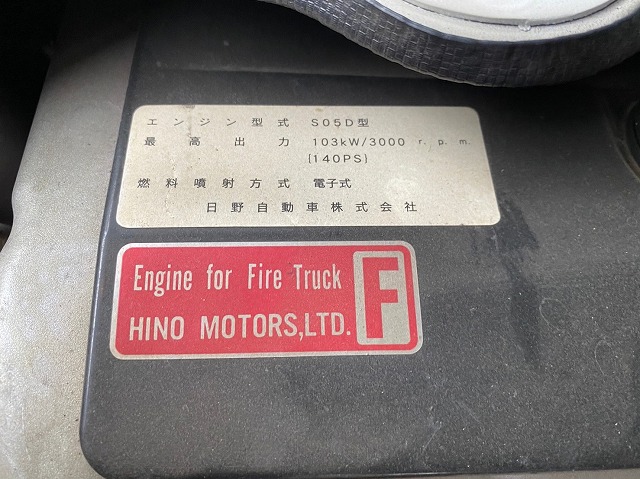 エンジン型式 S05D型
最高出力 103kW/3000 r.p.m.
(140PS)
燃料噴射方式 電子式
日野自動車株式会社
Engine for Fire Truck
HINO MOTORS,LTD.
F